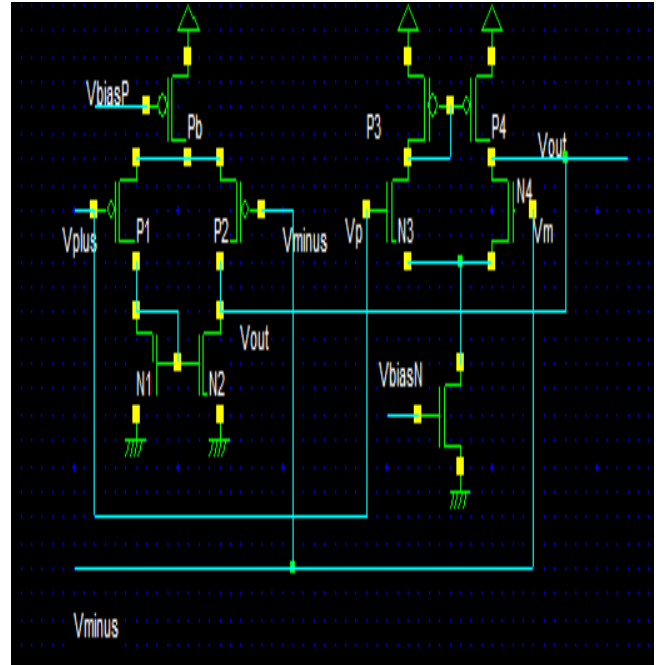 VbiasP
Pb
P3
P4
Vout
N4
Vplus
P1
P2
Vminus
Vp
N3
Vm
Vout
N1
N2
VbiasN
Vminus